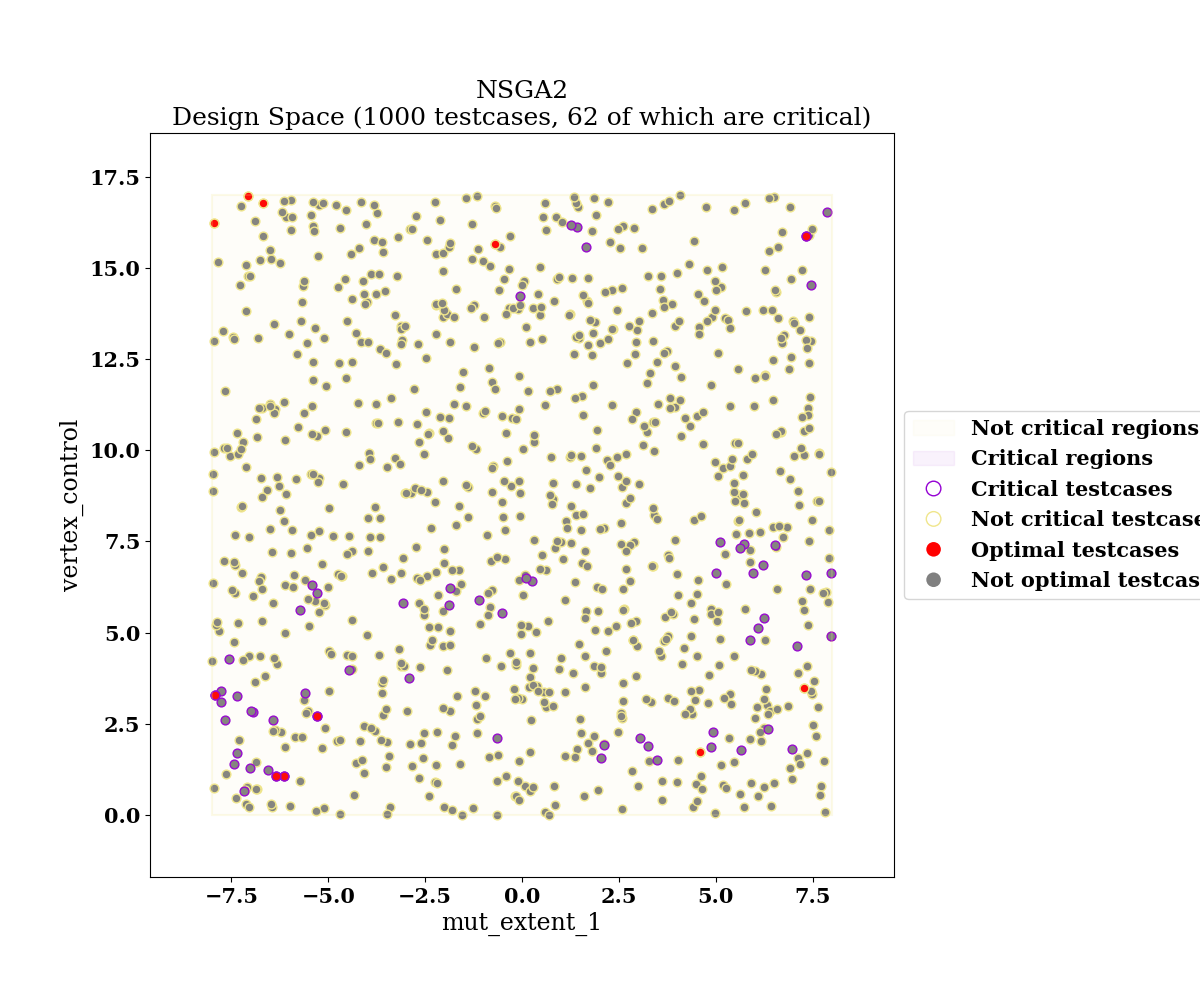 NSGA2
Design Space (1000 testcases, 62 of which are critical)
17.5
15.0
12.5
10.0
7.5
5.0
2.5
0.0
vertex_control
−7.5
−5.0
−2.5
0.0
2.5
5.0
7.5
mut_extent_1
Not critical regions
Critical regions
Critical testcases
Not critical testcase
Optimal testcases
Not optimal testcas